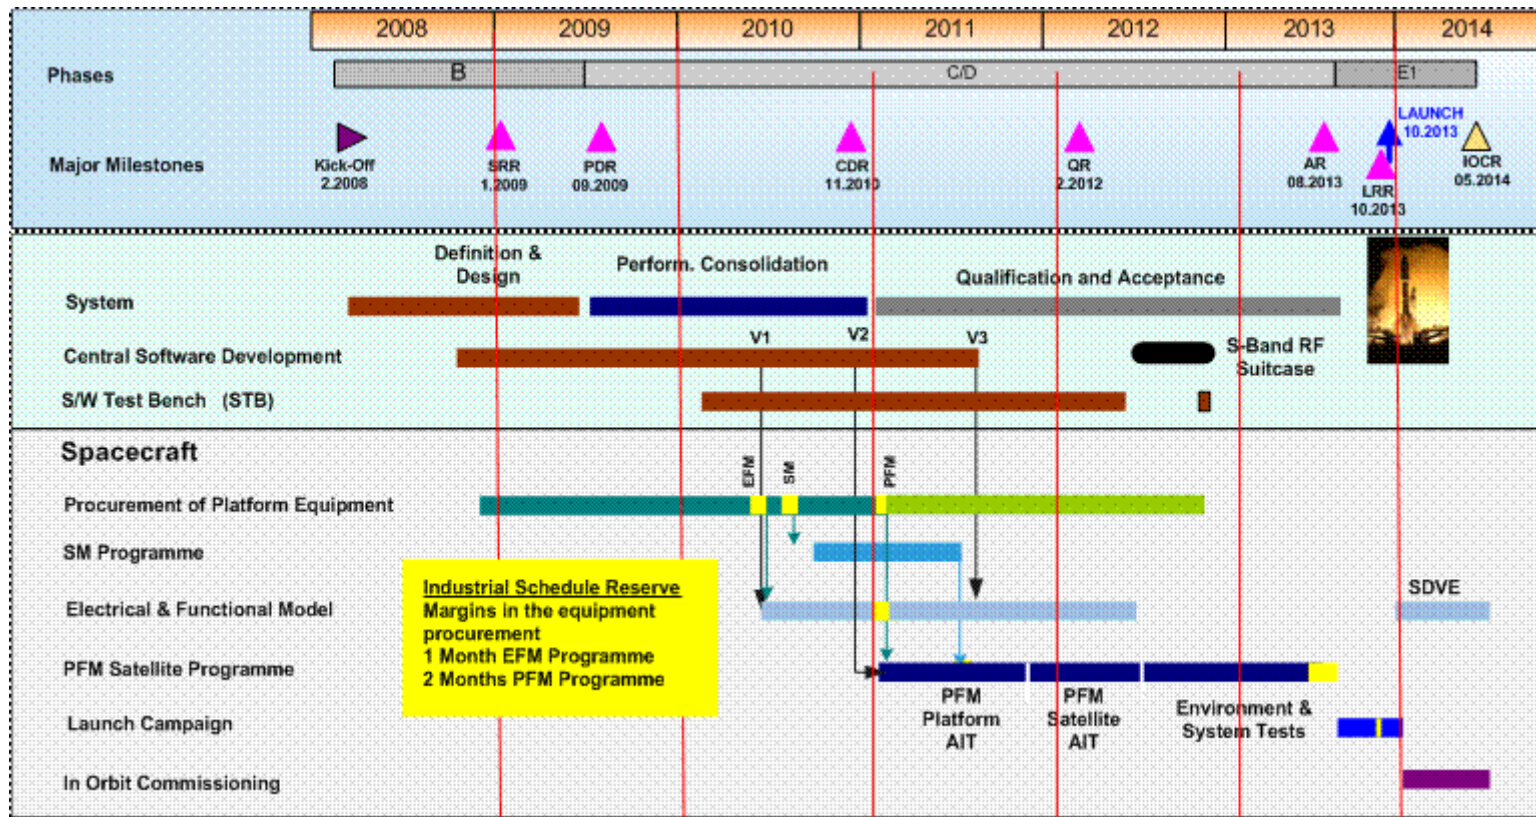 2008 2009 2010 2011 2012 2013 2014
Phases
B C/D E1
Major Milestones
Kick-Off
2.2008
SRR
1.2009
PDR
09.2009
CDR
11.2010
QR
2.2012
AR
08.2013
LAUNCH
10.2013
LRR
10.2013
IOCR
05.2014
Definition &
Design
Perform. Consolidation
Qualification and Acceptance
System
V1 V2 V3
Central Software Development
S-Band RF
Suitcase
S/W Test Bench (STB)
Spacecraft
EFM
SM
PFM
Procurement of Platform Equipment
SM Programme
Industrial Schedule Reserve
Margins in the equipment
procurement
1 Month EFM Programme
2 Months PFM Programme
Electrical & Functional Model
SDVE
PFM Satellite Programme
PFM
Platform
AIT
PFM
Satellite
AIT
Environment &
System Tests
Launch Campaign
In Orbit Commissioning